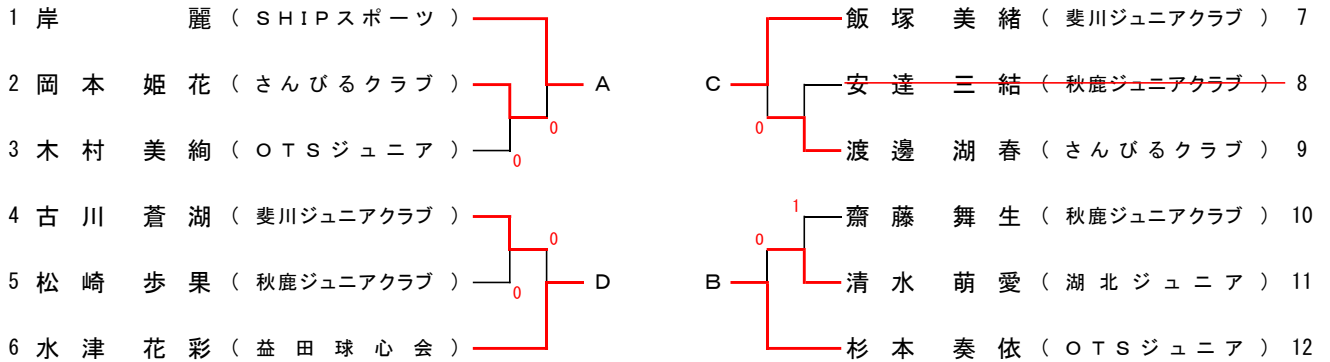 1 岸 麗 ( SHIPスポーツ )
2 岡本 姫花 ( さんびるクラブ )
A
0
3 木村 美絢 ( OTSジュニア )
0
4 古川 蒼湖 ( 斐川ジュニアクラブ )
0
5 松崎 歩果 ( 秋鹿ジュニアクラブ )
0
D
6 水津 花彩 ( 益田球心会 )
飯塚 美緒 ( 斐川ジュニアクラブ ) 7
C
安達 三結 ( 秋鹿ジュニアクラブ ) 8
0
渡邊 湖春 ( さんびるクラブ ) 9
1
齋藤 舞生 ( 秋鹿ジュニアクラブ ) 10
0
B
清水 萌愛 ( 湖北ジュニア ) 11
杉本 奏依 ( OTSジュニア ) 12